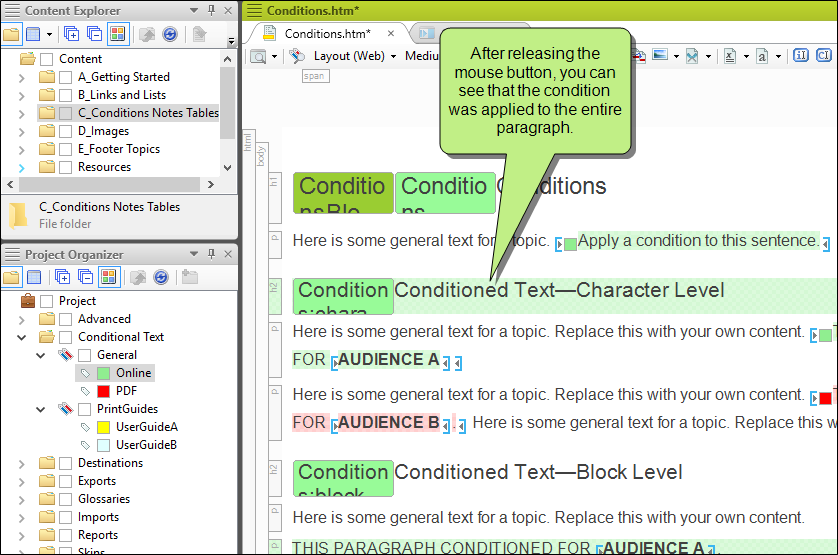 Content Explorer
Content
A_Getting Started
B_Links and Lists
C_Conditions Notes Tables
D_Images
E_Footer Topics
Resources
C_Conditions Notes Tables
File folder
Project Organizer
Project
Advanced
Conditional Text
General
Online
PDF
PrintGuides
UserGuideA
UserGuideB
Destinations
Exports
Glossaries
Imports
Reports
Skins
Conditions.htm*
Conditions.htm*
Layout (Web)
Mediu
span
After releasing the
mouse button, you can
see that the condition
was applied to the entire
paragraph.
html
body
h1
Conditio
nsBlo
Conditio
ns
Conditions
p
Here is some general text for a topic. Apply a condition to this sentence.
h2
Condition
s:chara
Conditioned Text—Character Level
p
Here is some general text for a topic. Replace this with your own content.
FOR AUDIENCE A
p
Here is some general text for a topic. Replace this with your own content.
FOR AUDIENCE B . Here is some general text for a topic. Replace this w
h2
Condition
s:block
Conditioned Text—Block Level
p
Here is some general text for a topic. Replace this with your own content.
p
THIS PARAGRAPH CONDITIONED FOR AUDIENCE A.